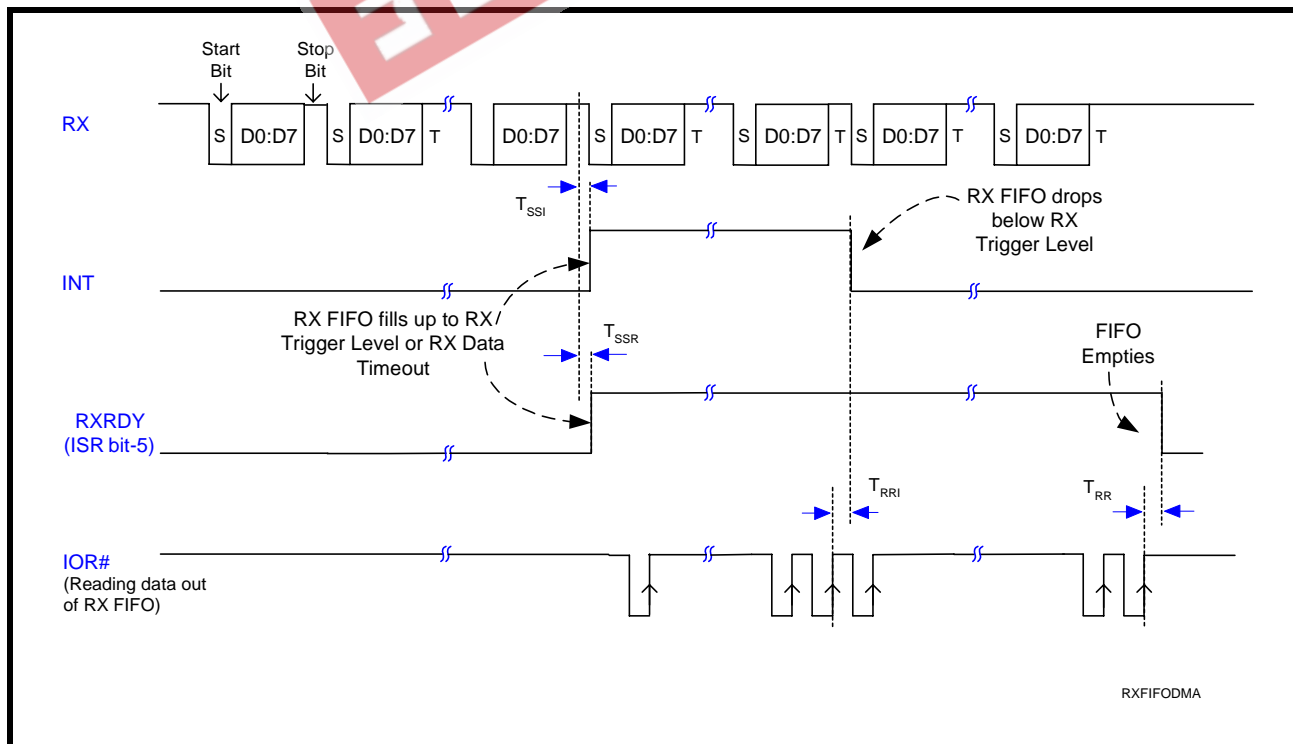 Start
Bit
Stop
Bit
RX
S D0:D7 S D0:D7 T D0:D7 S D0:D7 T S D0:D7 T S D0:D7 T S D0:D7 T
TSSI
RX FIFO drops
below RX
Trigger Level
INT
RX FIFO fills up to RX
Trigger Level or RX Data
Timeout
TSSR
FIFO
Empties
RXRDY
(ISR bit-5)
TRRI
TRR
IOR#
(Reading data out
of RX FIFO)
RXFIFODMA